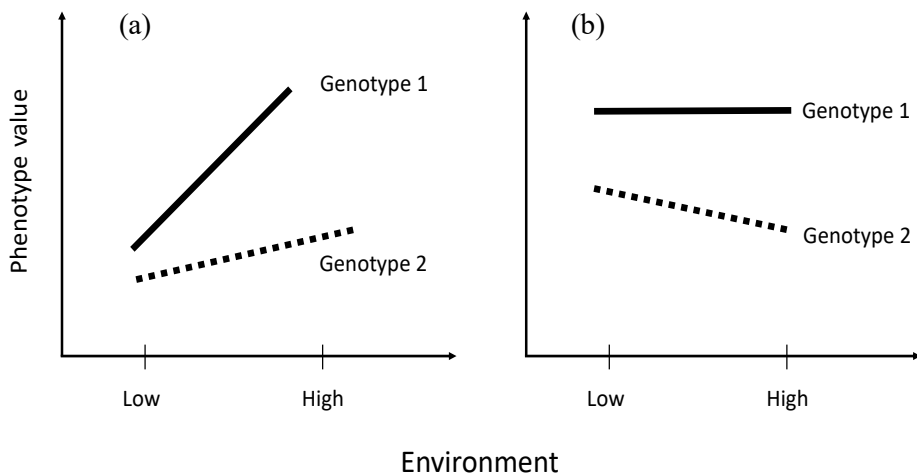 (a)
Genotype 1
Genotype 2
Low
High
(b)
Genotype 1
Genotype 2
Low
High
Phenotype value
Environment